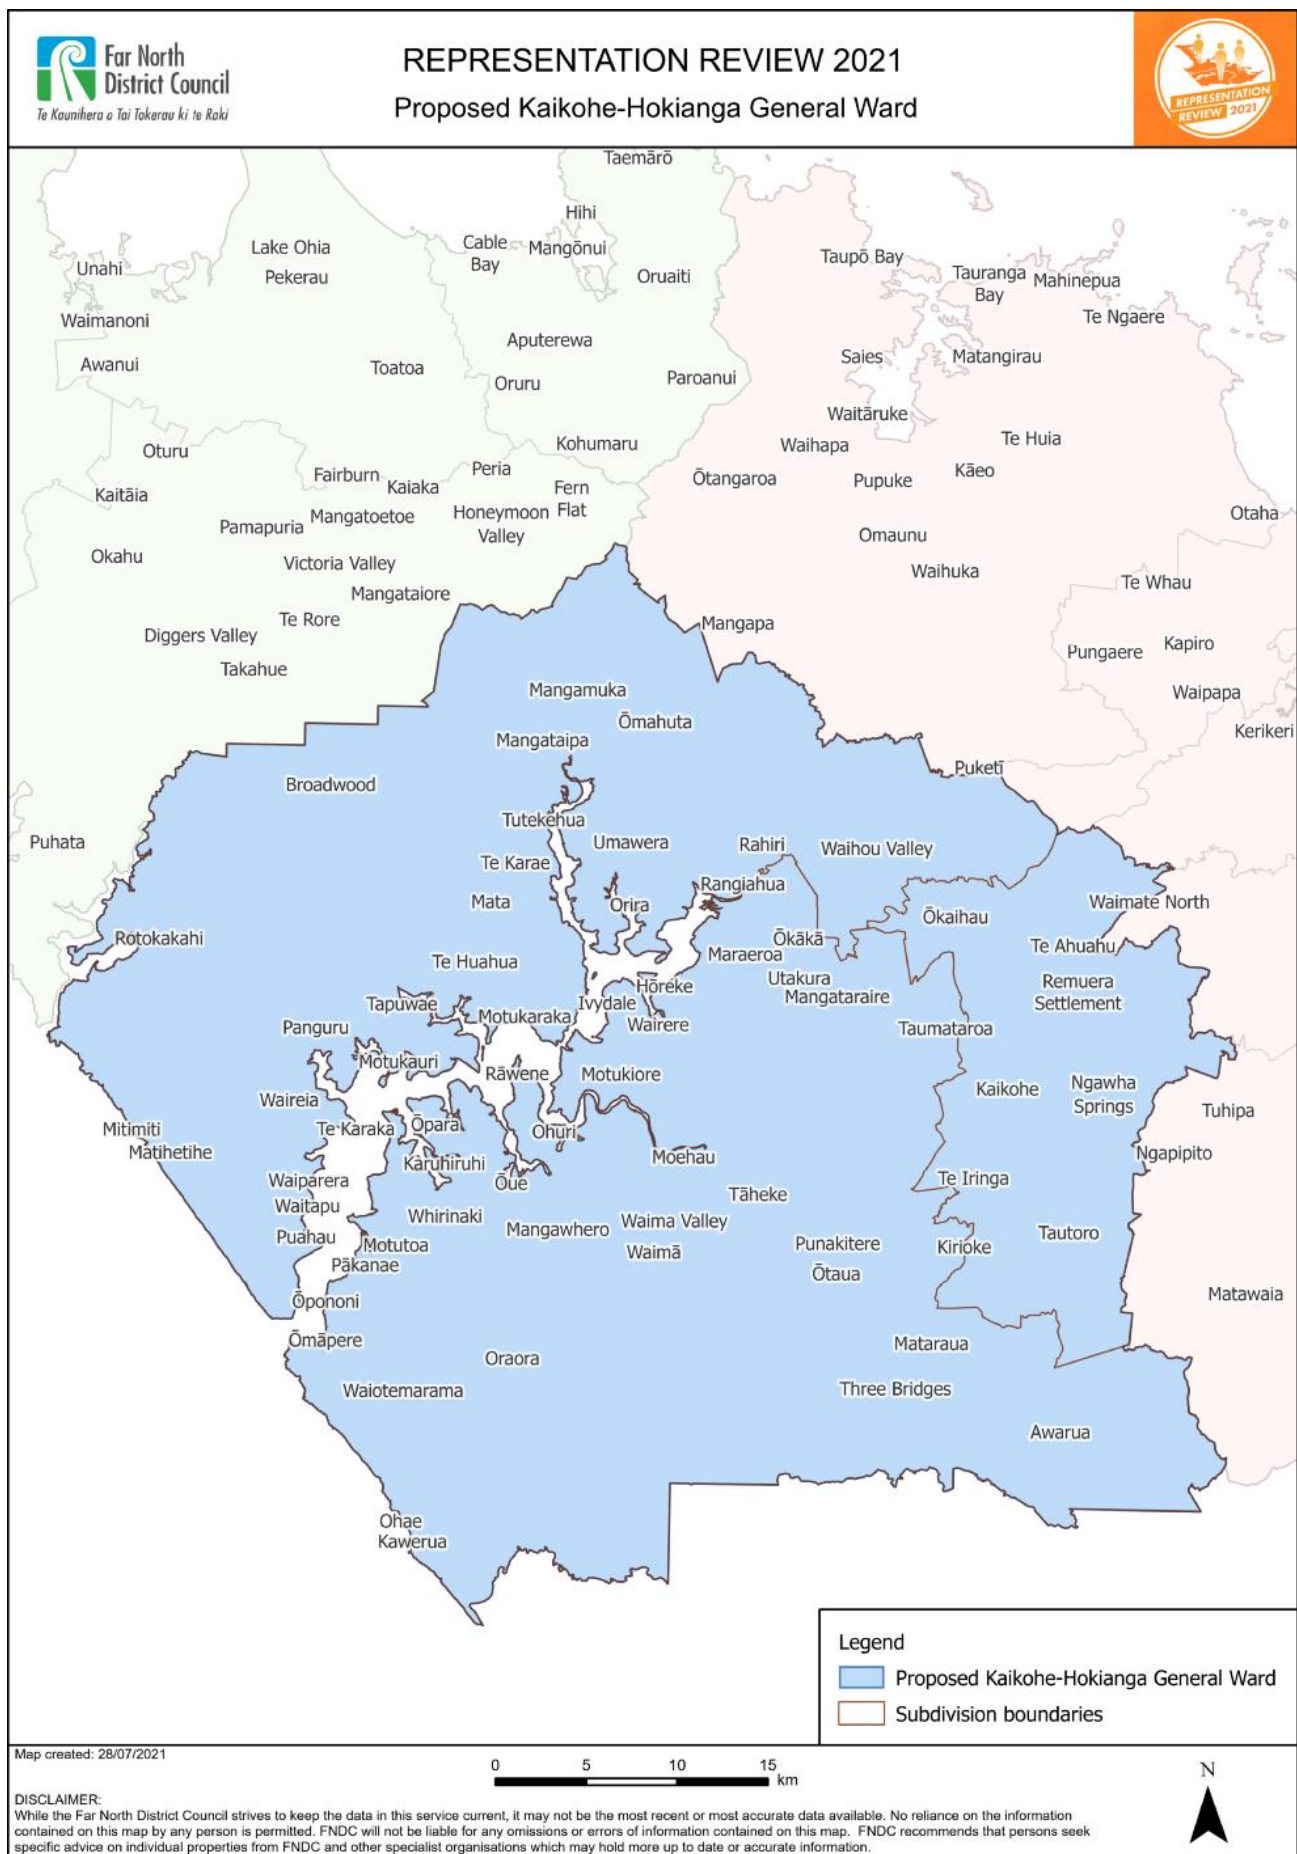 Far North
District Council
Te Kaunihera o Tai Tokerau ki te Raki
REPRESENTATION REVIEW 2021
Proposed Kaikohe-Hokianga General Ward
REPRESENTATION
REVIEW 2021
Taemārō
Hihi
Lake Ohia
Cable
Bay
Mangōnui
Taupō Bay
Unahi
Pekerau
Oruaiti
Tauranga
Bay
Mahinepua
Waimanoni
Te Ngaere
Aputerewa
Awanui
Toatoa
Saies
Matangirau
Oruru
Paroanui
Waitāruke
Oturu
Kohumaru
Waihapa
Te Huia
Fairburn
Kaiaka
Peria
Ōtangaroa
Pupuke
Kāeo
Kaitāia
Fern
Flat
Pamapuria
Mangatoetoe
Honeymoon
Valley
Otaha
Okahu
Victoria Valley
Omaunu
Waihuka
Te Whau
Mangataiore
Te Rore
Mangapa
Diggers Valley
Pungaere
Kapiro
Takahue
Waipapa
Mangamuka
Ōmahuta
Kerikeri
Mangataipa
Puketī
Broadwood
Tutekehua
Puhata
Umawera
Rahiri
Waihou Valley
Te Karae
Rangiahua
Mata
Orira
Ōkaihau
Waimate North
Rotokakahi
Ōkākā
Te Ahuahu
Te Huahua
Maraeroa
Utakura
Remuera
Settlement
Hōreke
Mangataraire
Tapuwae
Ivydale
Motukaraka
Wairere
Panguru
Taumataroa
Motukauri
Rāwene
Motukiore
Kaikohe
Ngawha
Springs
Waireia
Tuhipa
Mitimiti
Te Karaka
Ōpara
Ohuri
Matihetihe
Moehau
Ngapipito
Karuhiruhi
Waiparera
Ōue
Tāheke
Te Iringa
Waitapu
Whirinaki
Mangawhero
Waima Valley
Puahau
Motutoa
Waimā
Punakitere
Kirioke
Tautoro
Pākanae
Ōtaua
Ōpononi
Matawaia
Ōmāpere
Oraora
Mataraua
Waiotemarama
Three Bridges
Awarua
Ohae
Kawerua
Legend
Proposed Kaikohe-Hokianga General Ward
Subdivision boundaries
Map created: 28/07/2021
0 5 10 15
km
N
DISCLAIMER:
While the Far North District Council strives to keep the data in this service current, it may not be the most recent or most accurate data available. No reliance on the information
contained on this map by any person is permitted. FNDC will not be liable for any omissions or errors of information contained on this map. FNDC recommends that persons seek
specific advice on individual properties from FNDC and other specialist organisations which may hold more up to date or accurate information.